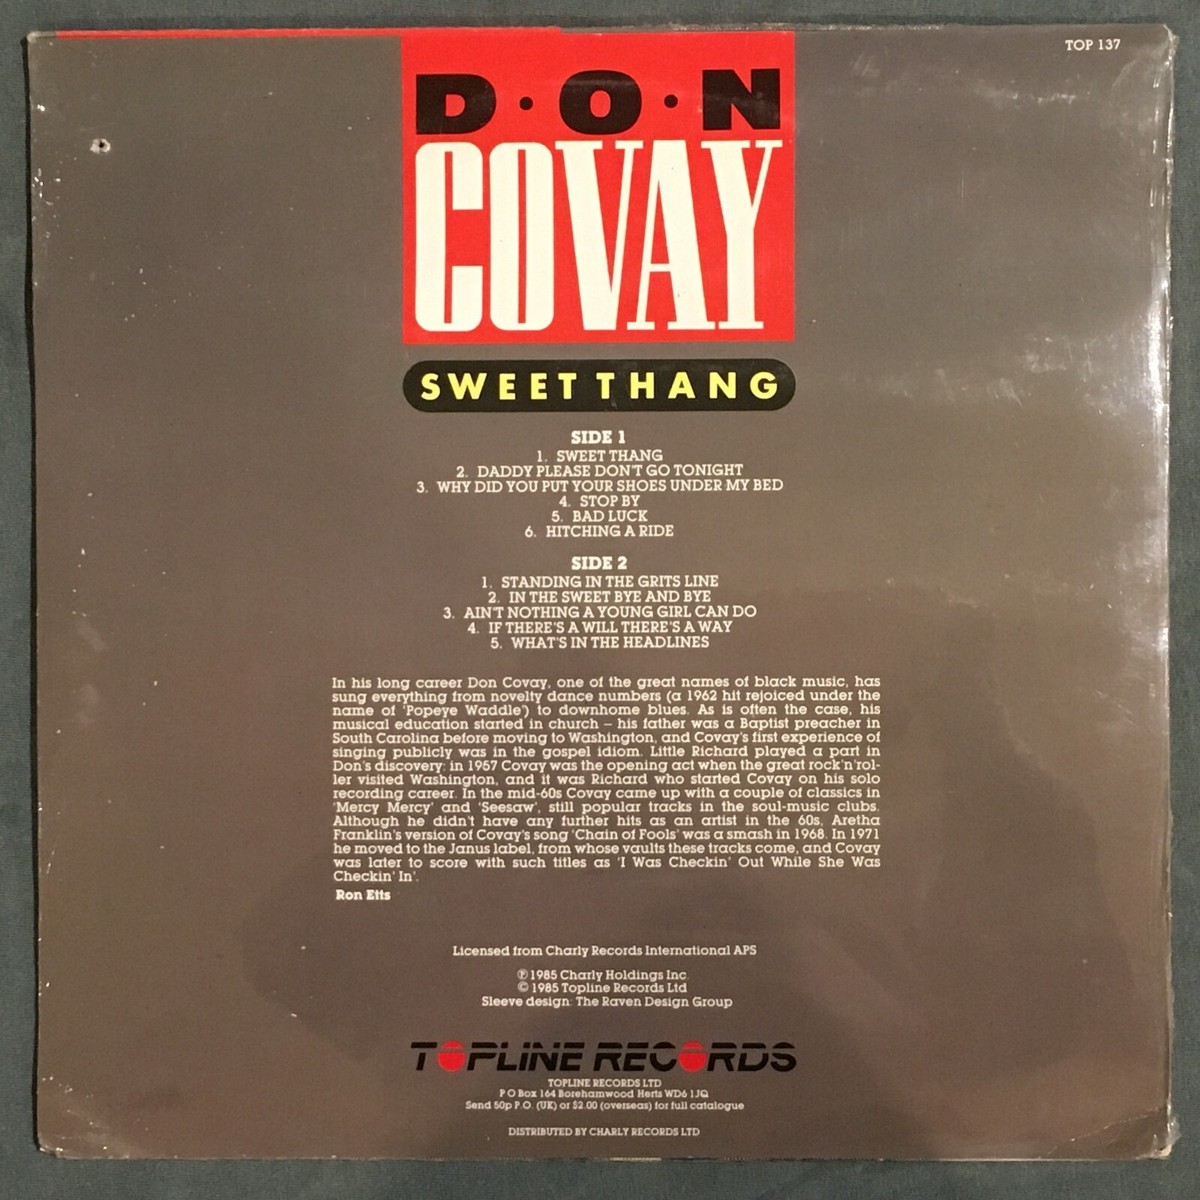 TOP 137
D·O·N
COVAY
SWEET THANG
SIDE 1
1. SWEET THANG
2. DADDY PLEASE DON'T GO TONIGHT
3. WHY DID YOU PUT YOUR SHOES UNDER MY BED
4. STOP BY
5. BAD LUCK
6. HITCHING A RIDE
SIDE 2
1. STANDING IN THE GRITS LINE
2. IN THE SWEET BYE AND BYE
3. AIN'T NOTHING A YOUNG GIRL CAN DO
4. IF THERE'S A WILL THERE'S A WAY
5. WHAT'S IN THE HEADLINES
In his long career Don Covay, one of the great names of black music, has
sung everything from novelty dance numbers (a 1962 hit rejoiced under the
name of 'Popeye Waddle') to downhome blues. As is often the case, his
musical education started in church – his father was a Baptist preacher in
South Carolina before moving to Washington, and Covay's first experience of
singing publicly was in the gospel idiom. Little Richard played a part in
Don's discovery: in 1957 Covay was the opening act when the great rock'n'rol-
ler visited Washington, and it was Richard who started Covay on his solo
recording career. In the mid-60s Covay came up with a couple of classics in
'Mercy Mercy' and 'Seesaw', still popular tracks in the soul-music clubs.
Although he didn't have any further hits as an artist in the 60s, Aretha
Franklin's version of Covay's song 'Chain of Fools' was a smash in 1968. In 1971
he moved to the Janus label, from whose vaults these tracks come, and Covay
was later to score with such titles as 'I Was Checkin' Out While She Was
Checkin' In'.
Ron Etts
Licensed from Charly Records International APS
℗ 1985 Charly Holdings Inc.
© 1985 Topline Records Ltd
Sleeve design: The Raven Design Group
TOPLINE RECORDS
TOPLINE RECORDS LTD
P O Box 164 Borehamwood Herts WD6 1JQ
Send 50p P.O. (UK) or $2.00 (overseas) for full catalogue
DISTRIBUTED BY CHARLY RECORDS LTD